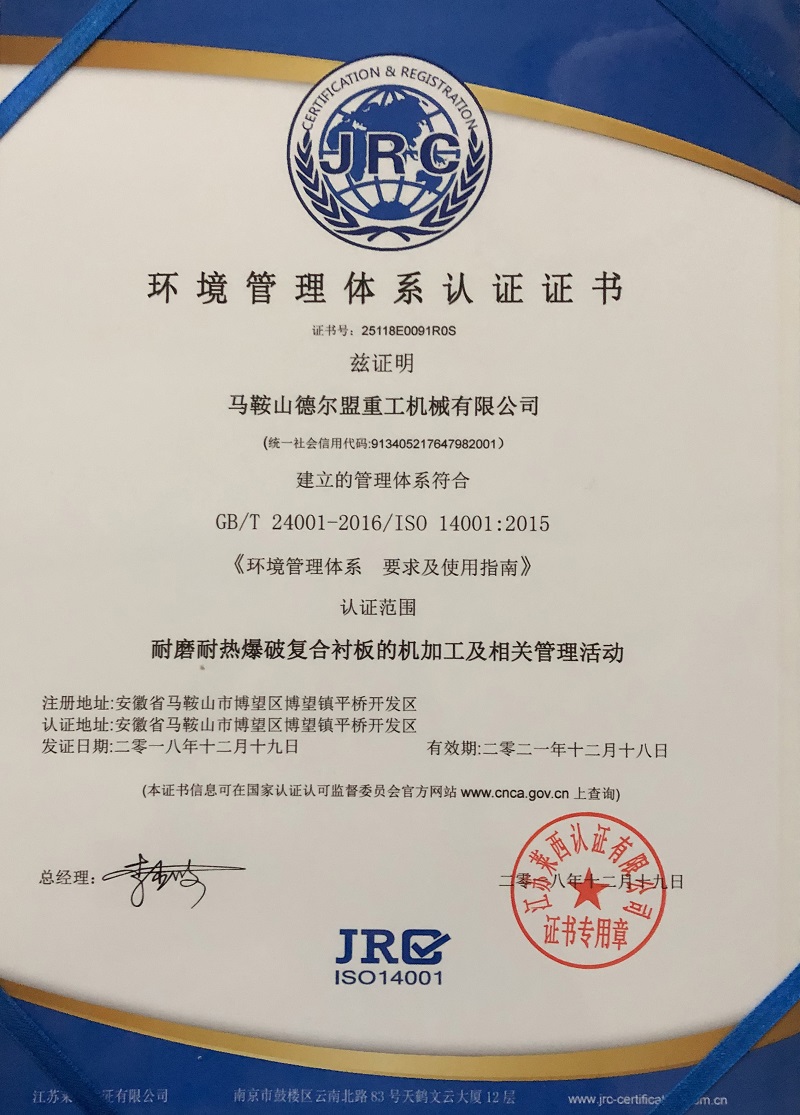 CERTIFICATION & REGISTRATION
JRC
环境管理体系认证证书
证书号：25118E0091R0S
兹证明
马鞍山德尔盟重工机械有限公司
(统一社会信用代码:913405217647982001）
建立的管理体系符合
GB/T 24001-2016/ISO 14001:2015
《环境管理体系 要求及使用指南》
认证范围
耐磨耐热爆破复合衬板的机加工及相关管理活动
注册地址:安徽省马鞍山市博望区博望镇平桥开发区
认证地址:安徽省马鞍山市博望区博望镇平桥开发区
发证日期:二零一八年十二月十九日 有效期:二零二一年十二月十八日
(本证书信息可在国家认证认可监督委员会官方网站 www.cnca.gov.cn 上查询)
总经理：
二零一八年十二月十九日
江苏莱西认证有限公司
证书专用章
JRC
ISO14001
江苏莱 证有限公司 南京市鼓楼区云南北路83号天鹤文云大厦12层 www.jrc-certificat om.cn